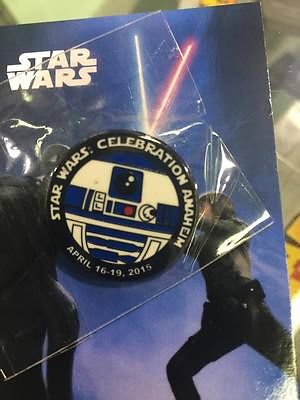 STAR
WARS
STAR WARS: CELEBRATION ANAHEIM
APRIL 16-19, 2015